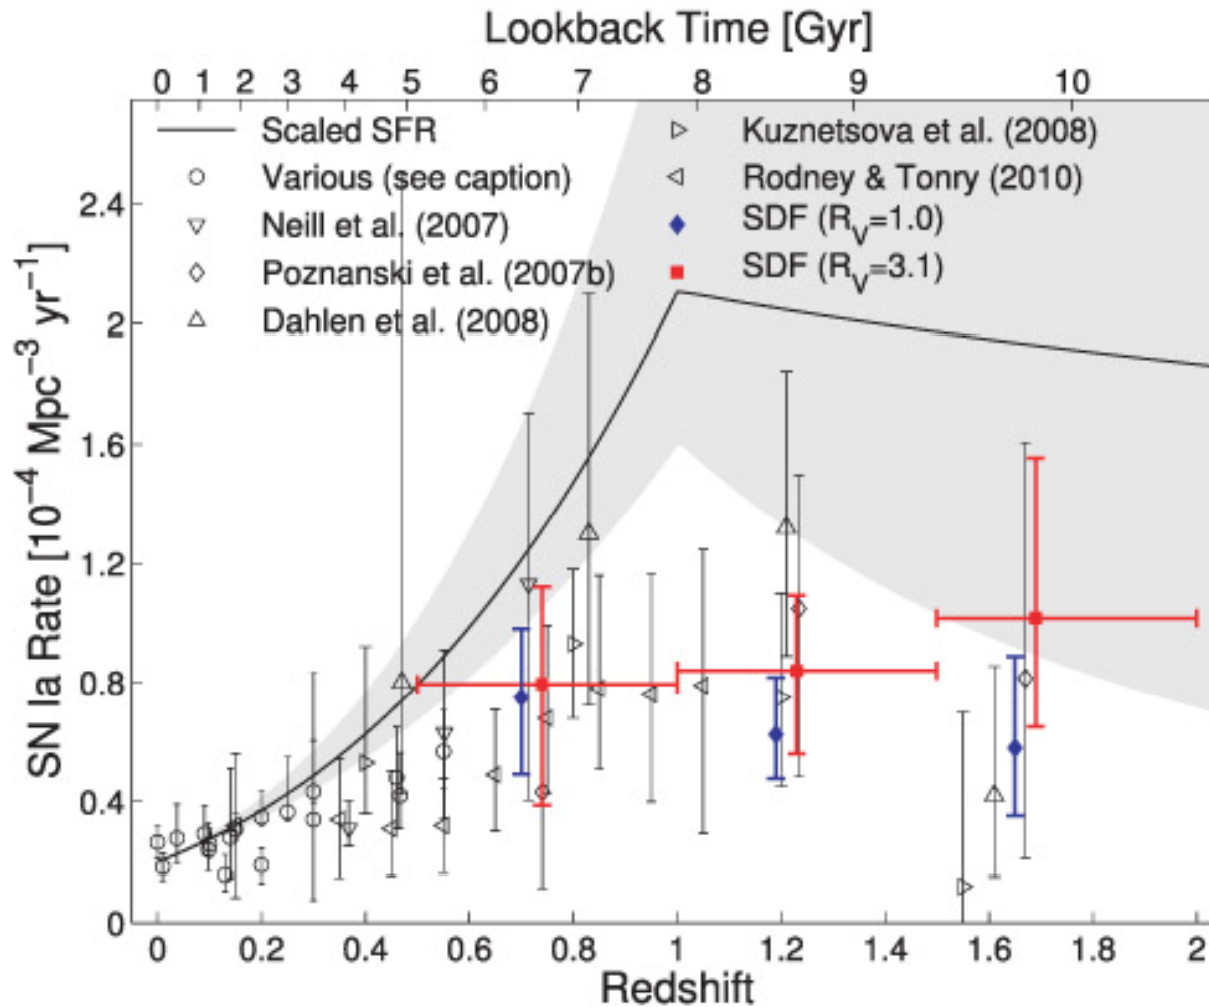 Lookback Time [Gyr]
0 1 2 3 4 5 6 7 8 9 10
Scaled SFR
Various (see caption)
Neill et al. (2007)
Poznanski et al. (2007b)
Dahlen et al. (2008)
Kuznetsova et al. (2008)
Rodney & Tonry (2010)
SDF (R_V=1.0)
SDF (R_V=3.1)
SN Ia Rate [10⁻⁴ Mpc⁻³ yr⁻¹]
2.4
2
1.6
1.2
0.8
0.4
0
0 0.2 0.4 0.6 0.8 1 1.2 1.4 1.6 1.8 2
Redshift